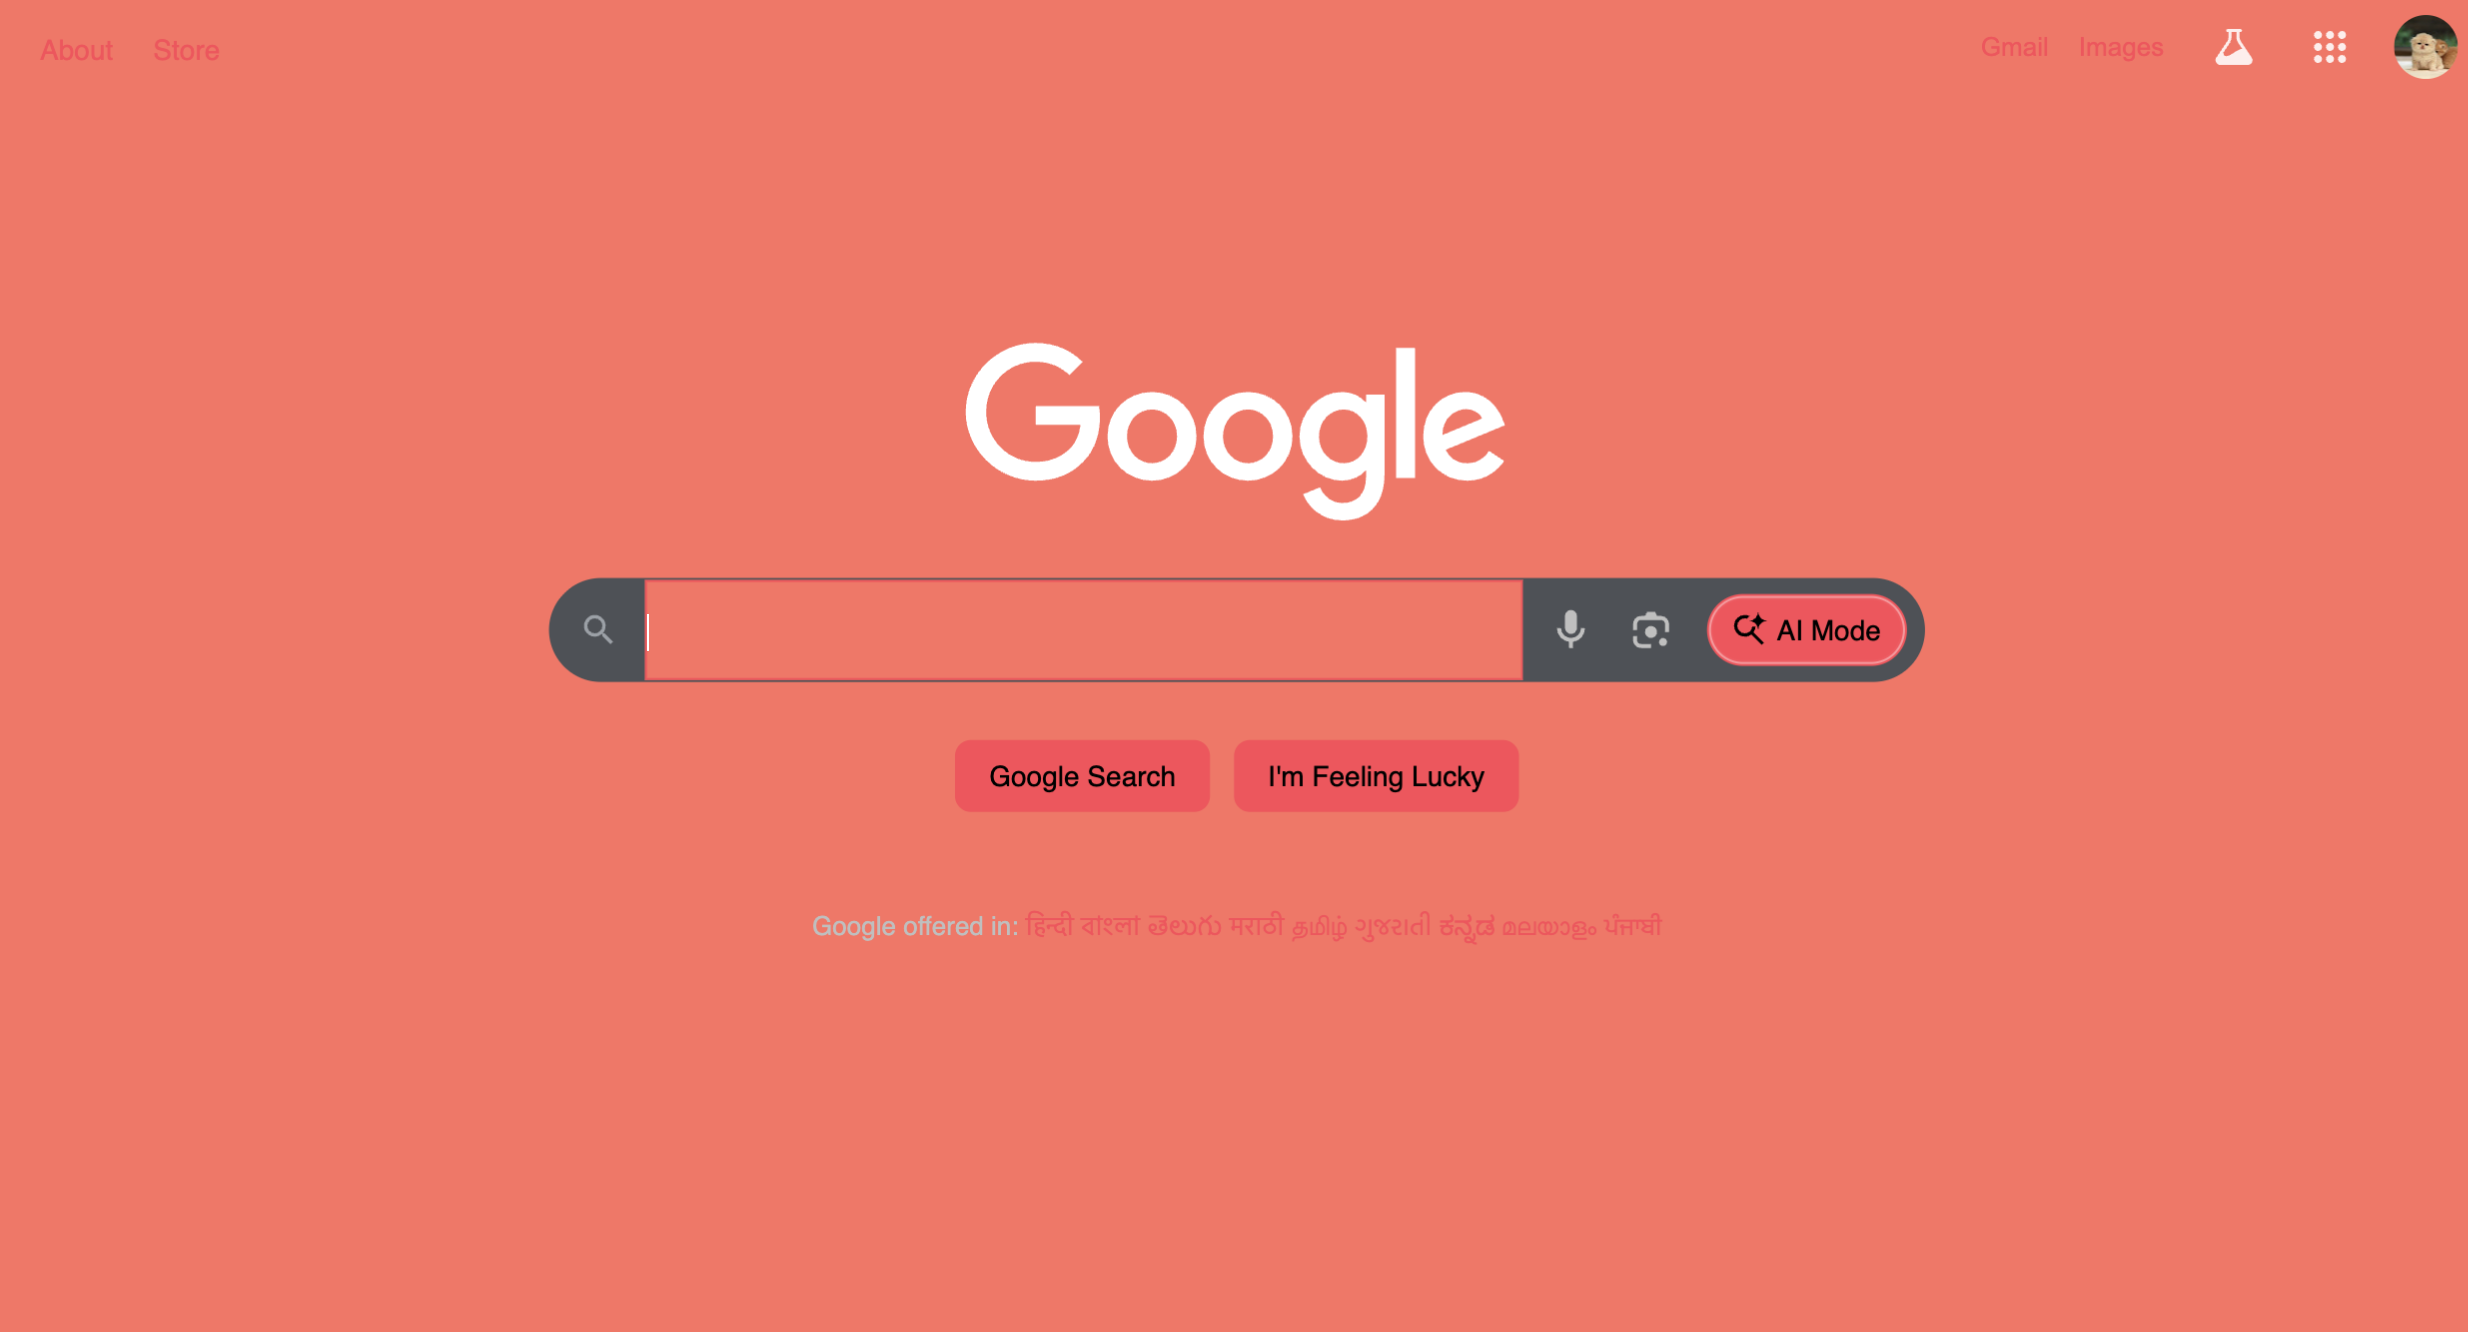 About Store
Gmail Images
Google
AI Mode
Google Search I'm Feeling Lucky
Google offered in: हिन्दी বাংলা తెలుగు मराठी தமிழ் ગુજરાતી ಕನ್ನಡ മലയാളം ਪੰਜਾਬੀ